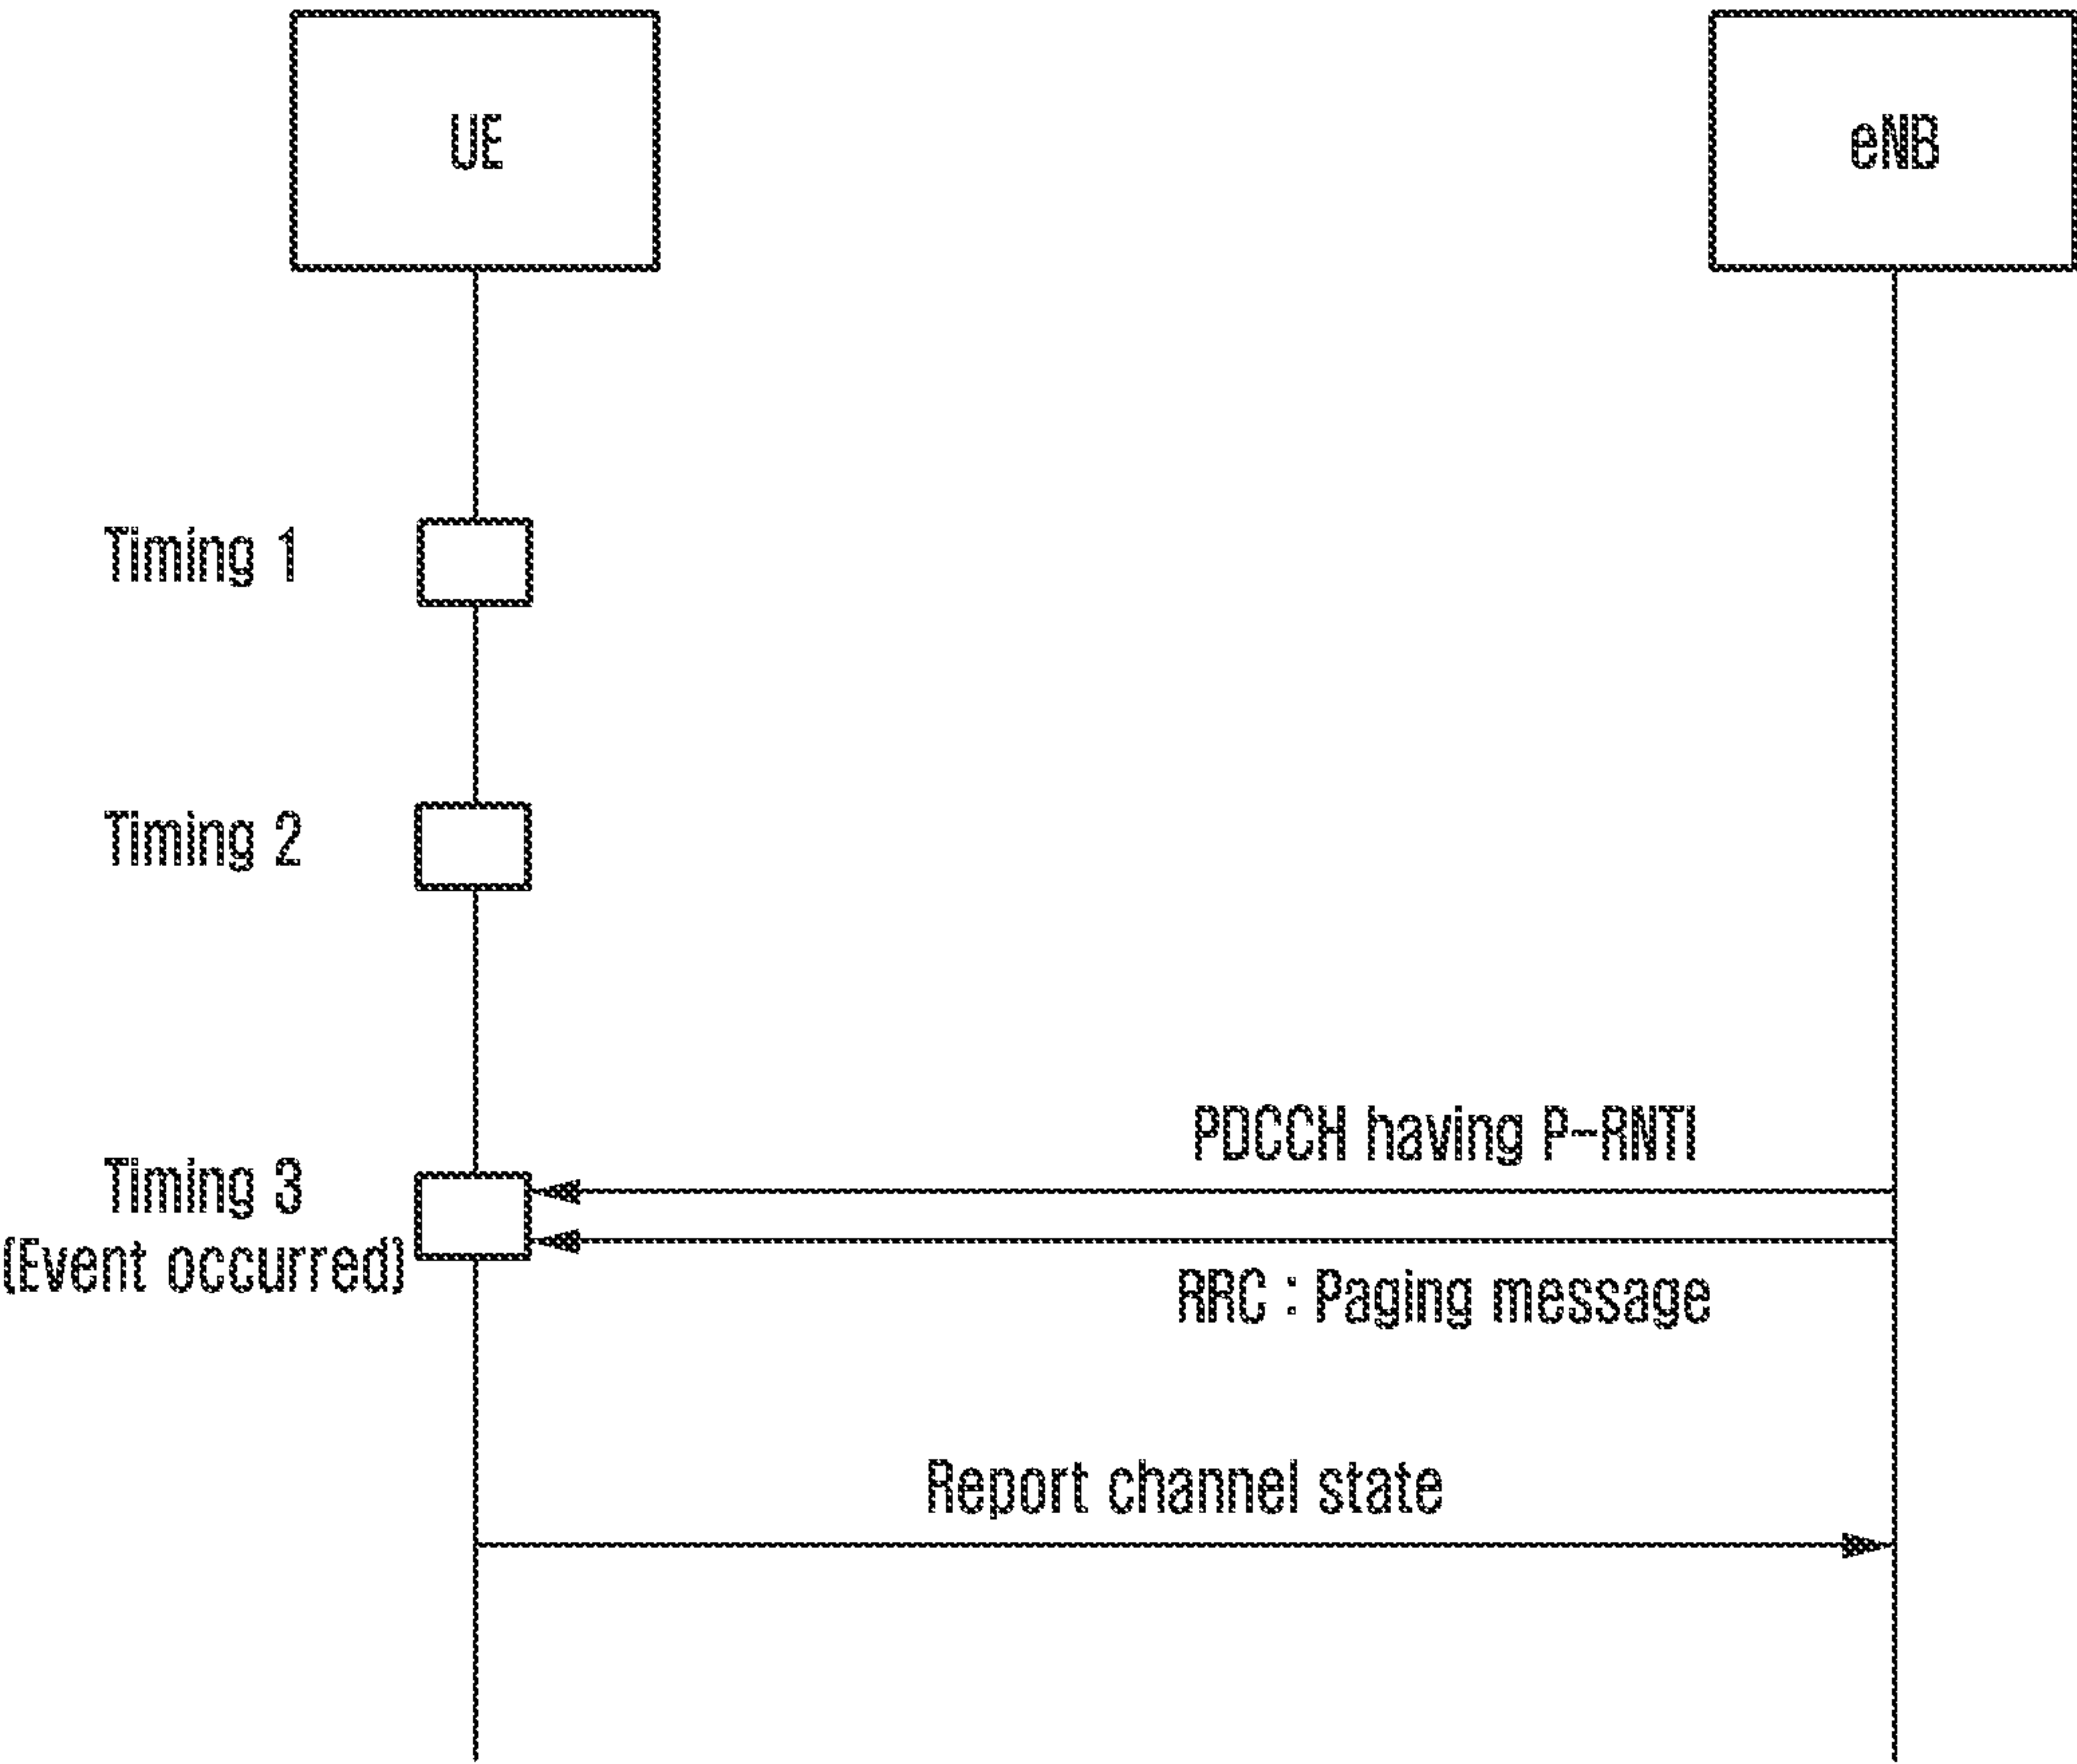 UE
eNB
Timing 1
Timing 2
PDCCH having P-RNTI
Timing 3
(Event occurred)
RRC : Paging message
Report channel state